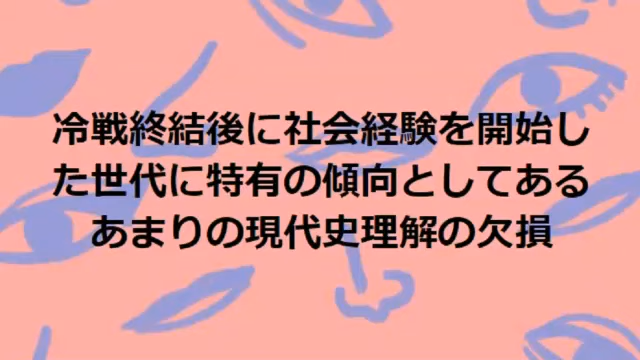 冷戦終結後に社会経験を開始し
た世代に特有の傾向としてある
あまりの現代史理解の欠損